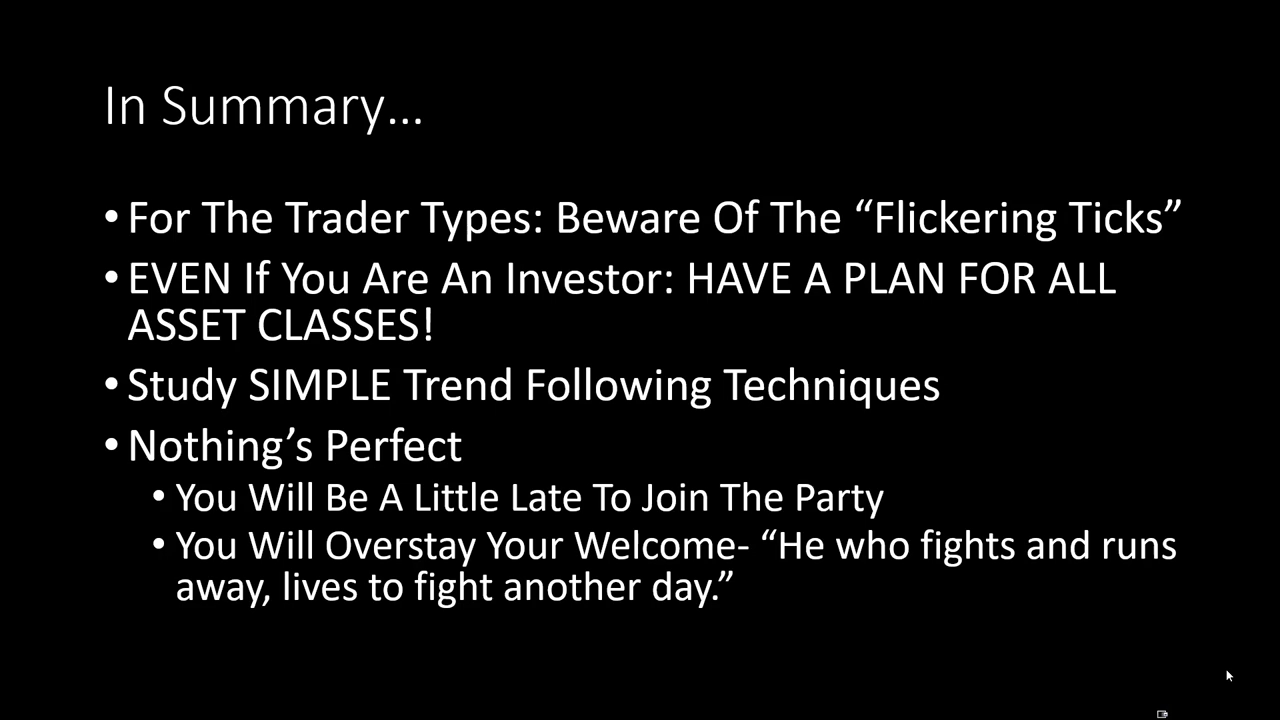 In Summary...
• For The Trader Types: Beware Of The “Flickering Ticks”
• EVEN If You Are An Investor: HAVE A PLAN FOR ALL
ASSET CLASSES!
• Study SIMPLE Trend Following Techniques
• Nothing’s Perfect
• You Will Be A Little Late To Join The Party
• You Will Overstay Your Welcome- “He who fights and runs
away, lives to fight another day.”